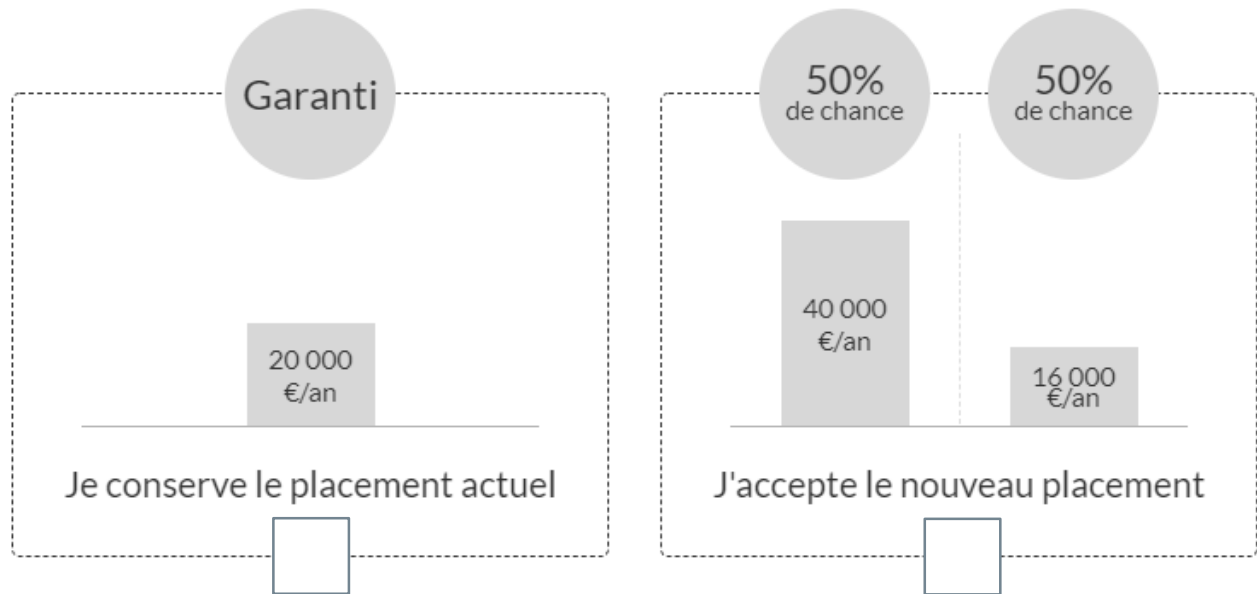 Garanti
20 000
€/an
Je conserve le placement actuel
50%
de chance
50%
de chance
40 000
€/an
16 000
€/an
J'accepte le nouveau placement